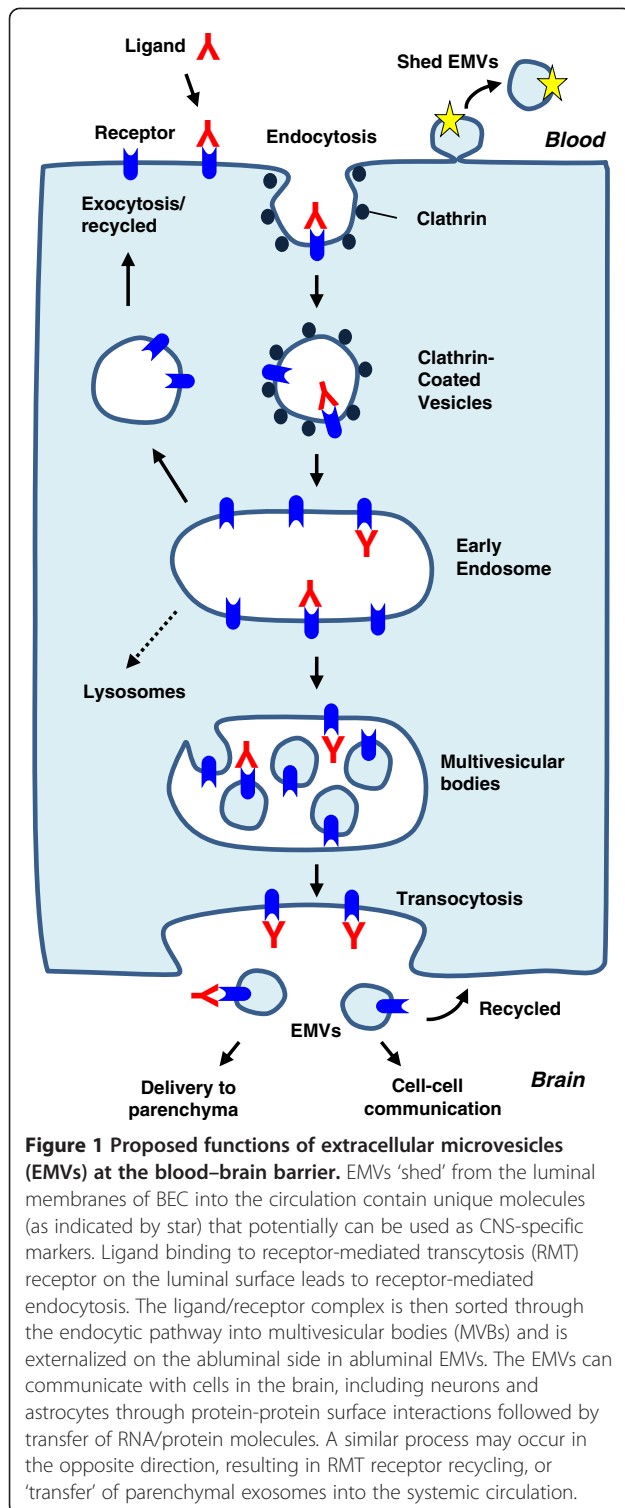 Ligand
Shed EMVs
Receptor
Endocytosis
Blood
Exocytosis/
recycled
Clathrin
Clathrin-
Coated
Vesicles
Early
Endosome
Lysosomes
Multivesicular
bodies
Transocytosis
Recycled
EMVs
Delivery to
parenchyma
Cell-cell
communication
Brain
Figure 1 Proposed functions of extracellular microvesicles
(EMVs) at the blood–brain barrier. EMVs ‘shed’ from the luminal
membranes of BEC into the circulation contain unique molecules
(as indicated by star) that potentially can be used as CNS-specific
markers. Ligand binding to receptor-mediated transcytosis (RMT)
receptor on the luminal surface leads to receptor-mediated
endocytosis. The ligand/receptor complex is then sorted through
the endocytic pathway into multivesicular bodies (MVBs) and is
externalized on the abluminal side in abluminal EMVs. The EMVs can
communicate with cells in the brain, including neurons and
astrocytes through protein-protein surface interactions followed by
transfer of RNA/protein molecules. A similar process may occur in
the opposite direction, resulting in RMT receptor recycling, or
‘transfer’ of parenchymal exosomes into the systemic circulation.